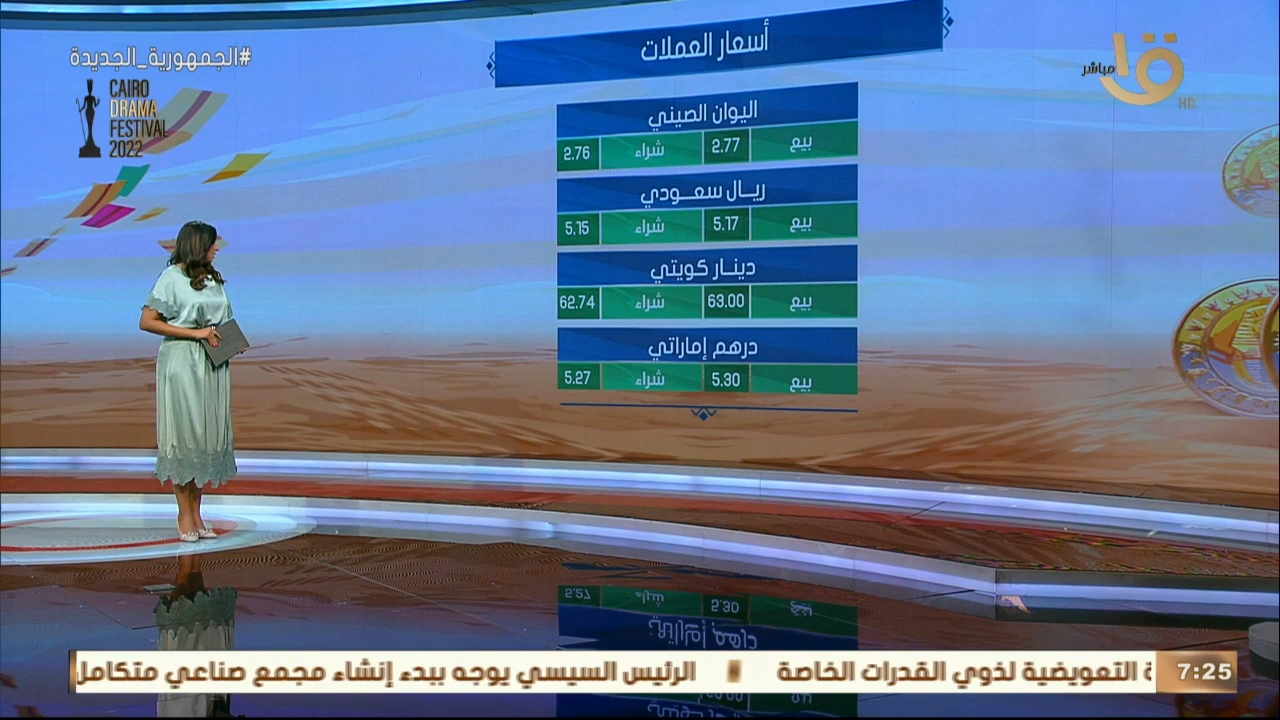 #الجمهورية_الجديدة
CAIRO
DRAMA
FESTIVAL
2022
مباشر
HD
أسعار العملات
اليوان الصيني
بيع 2.77 شراء 2.76
ريال سعودي
بيع 5.17 شراء 5.15
دينار كويتي
بيع 63.00 شراء 62.74
درهم إماراتي
بيع 5.30 شراء 5.27
7:25 التعويضية لذوي القدرات الخاصة الرئيس السيسي يوجه ببدء إنشاء مجمع صناعي متكامل